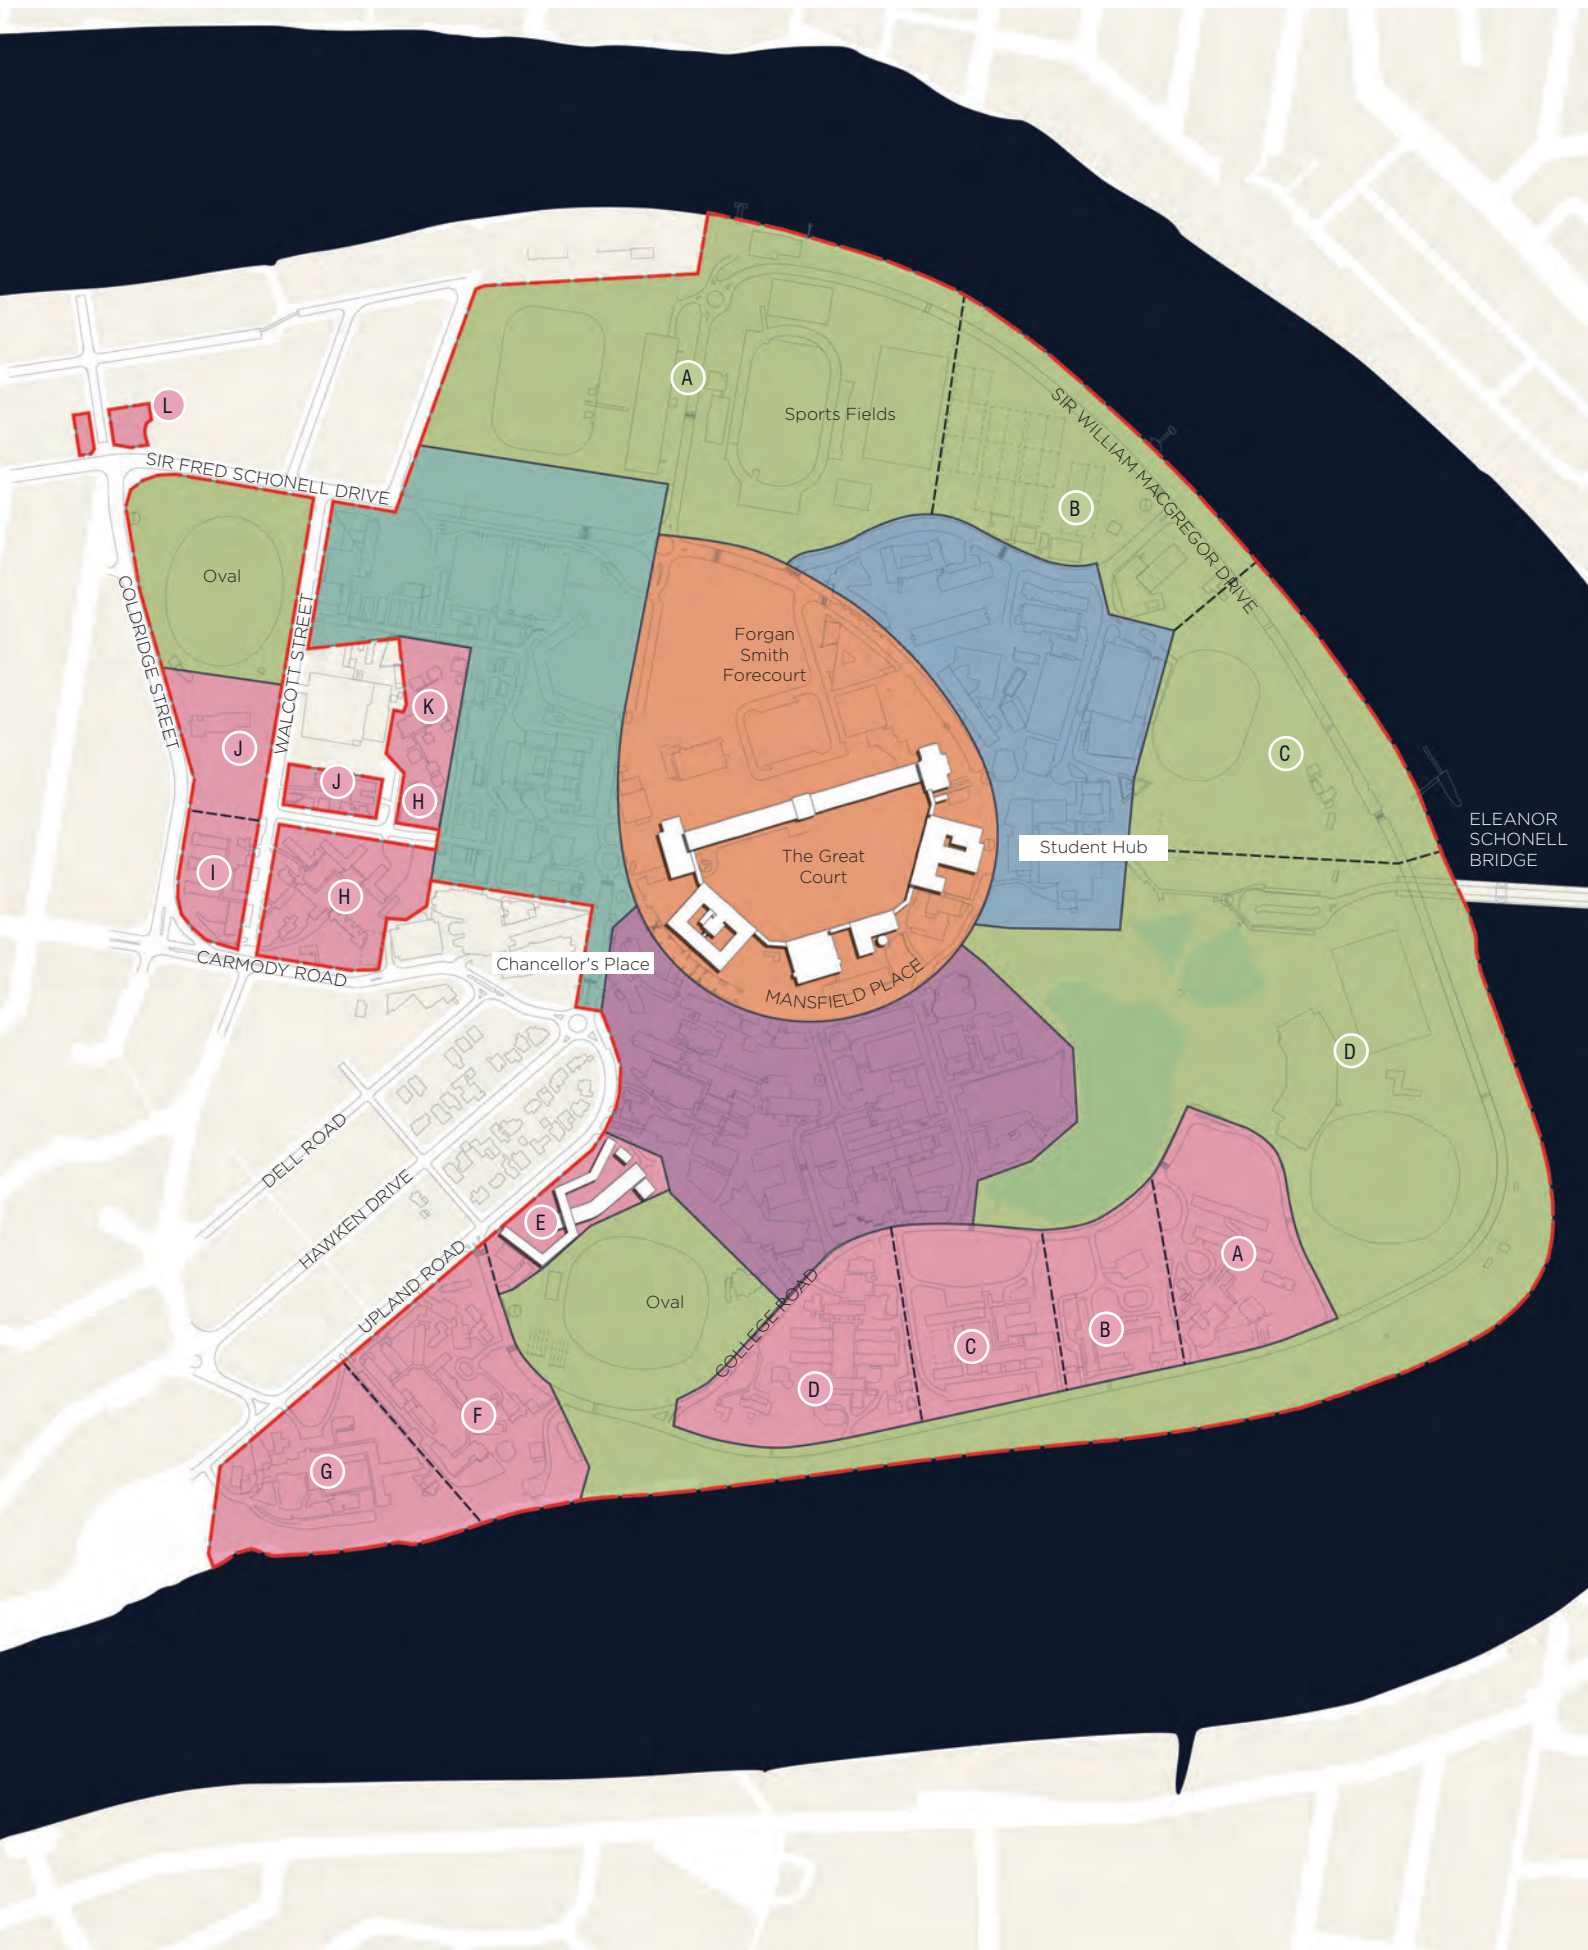 A
Sports Fields
L
SIR WILLIAM MACGREGOR DRIVE
SIR FRED SCHONELL DRIVE
B
Oval
COLDRIDGE STREET
WALCOTT STREET
Forgan
Smith
Forecourt
K
J
C
J
H
ELEANOR
SCHONELL
BRIDGE
Student Hub
The Great
Court
I
H
Chancellor's Place
CARMODY ROAD
MANSFIELD PLACE
D
DELL ROAD
HAWKEN DRIVE
E
UPLAND ROAD
A
Oval
COLLEGE ROAD
B
C
D
F
G